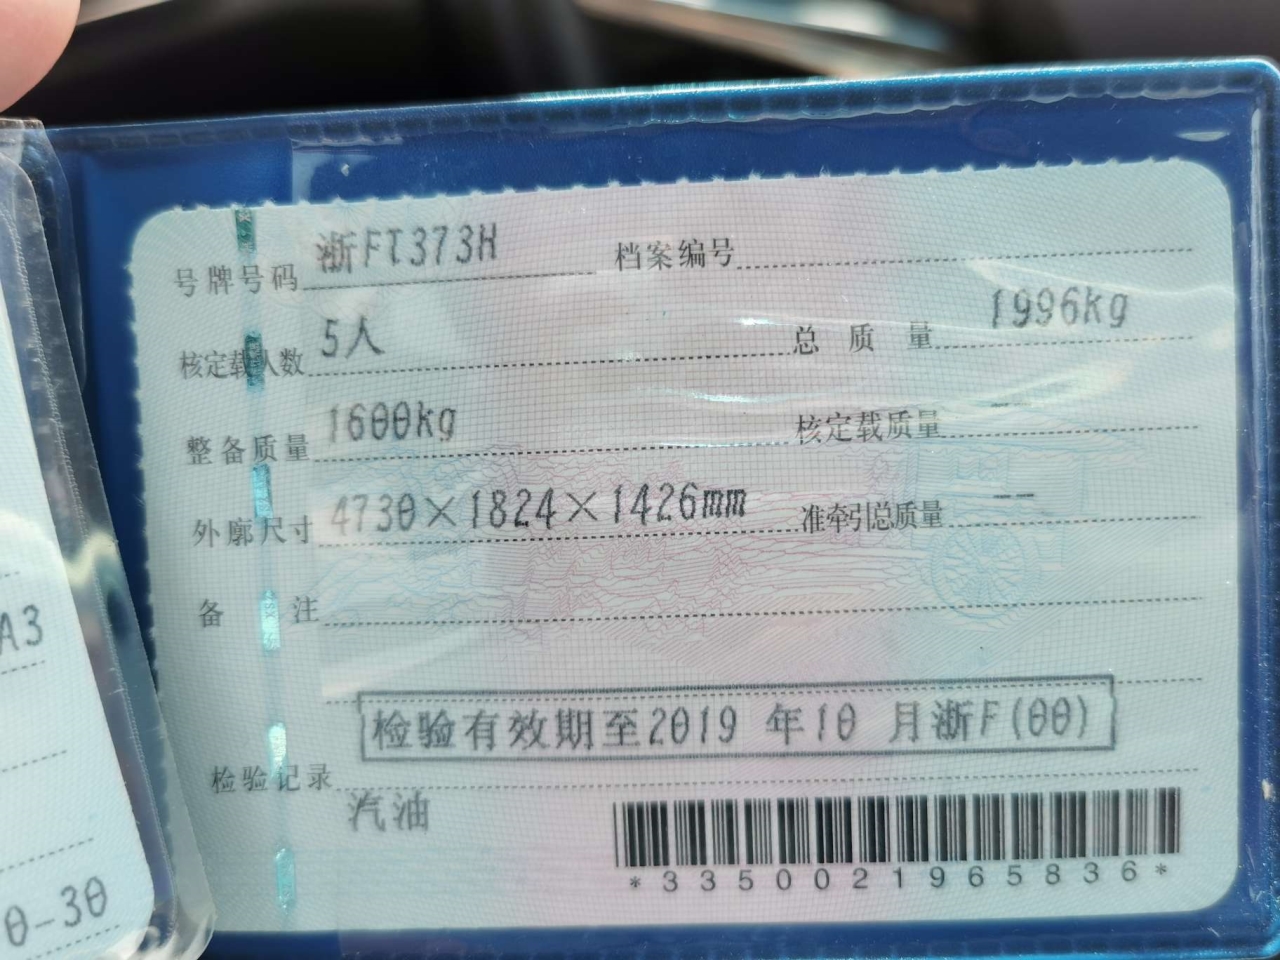 号牌号码 浙FT373H 档案编号
核定载人数 5人 总质量 1996kg
整备质量 1600kg 核定载质量 --
外廓尺寸 4730×1824×1426mm 准牵引总质量 --
备注
检验有效期至2019 年10 月浙F(00)
检验记录
汽油
*3350021965836*
A3
0-30